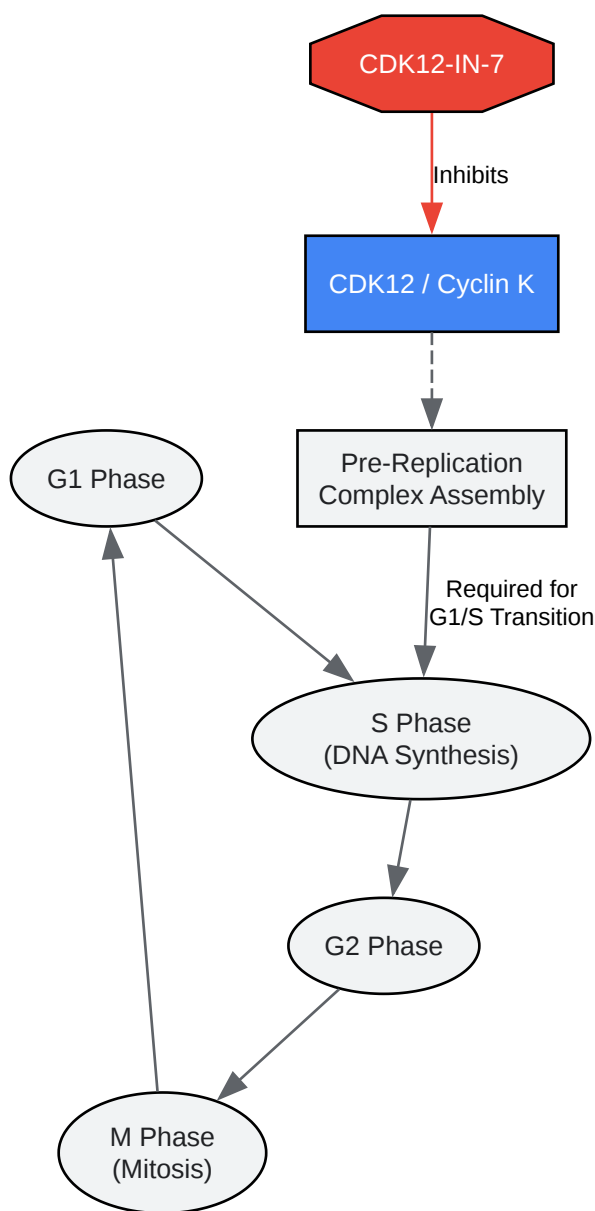 CDK12-IN-7
Inhibits
CDK12 / Cyclin K
G1 Phase
Pre-Replication
Complex Assembly
Required for
G1/S Transition
S Phase
(DNA Synthesis)
G2 Phase
M Phase
(Mitosis)